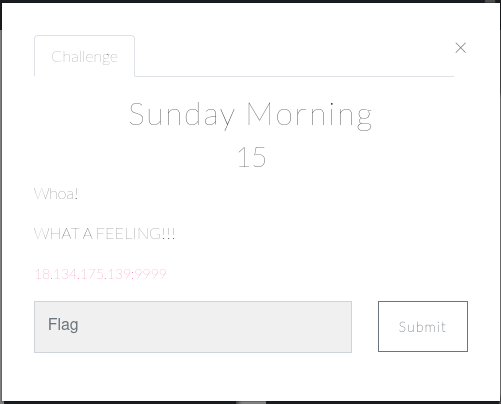 Challenge
×
Sunday Morning
15
Whoa!
WHAT A FEELING!!!
18.134.175.139:9999
Flag
Submit